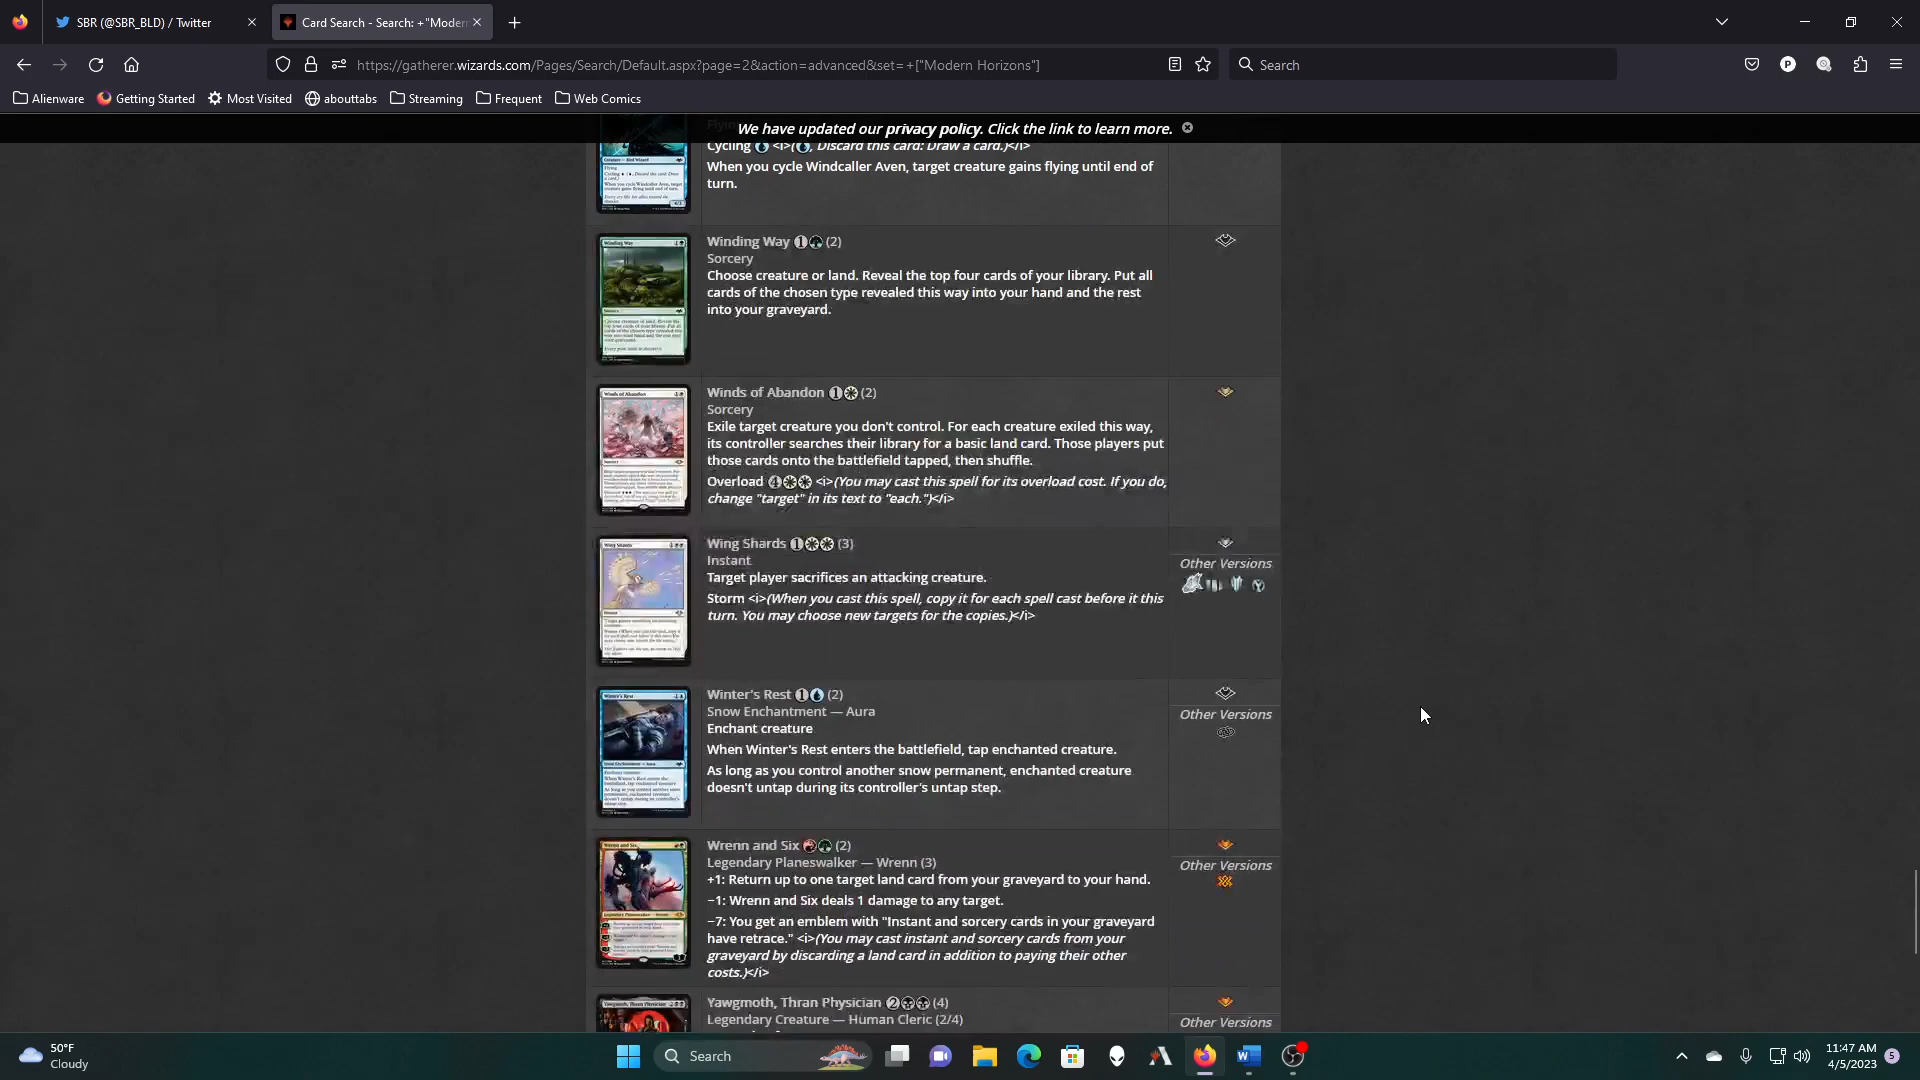 SBR (@SBR_BLD) / Twitter
Card Search - Search: +"Modern
https://gatherer.wizards.com/Pages/Search/Default.aspx?page=2&action=advanced&set=+["Modern Horizons"]
Search
Alienware
Getting Started
Most Visited
abouttabs
Streaming
Frequent
Web Comics
We have updated our privacy policy. Click the link to learn more.
Cycling <i>(, Discard this card: Draw a card.)</i>
When you cycle Windcaller Aven, target creature gains flying until end of
turn.
Winding Way 1 (2)
Sorcery
Choose creature or land. Reveal the top four cards of your library. Put all
cards of the chosen type revealed this way into your hand and the rest
into your graveyard.
Winds of Abandon 1 (2)
Sorcery
Exile target creature you don't control. For each creature exiled this way,
its controller searches their library for a basic land card. Those players put
those cards onto the battlefield tapped, then shuffle.
Overload 4 <i>(You may cast this spell for its overload cost. If you do,
change "target" in its text to "each.")</i>
Wing Shards 1 (3)
Instant
Target player sacrifices an attacking creature.
Storm <i>(When you cast this spell, copy it for each spell cast before it this
turn. You may choose new targets for the copies.)</i>
Other Versions
Winter's Rest 1 (2)
Snow Enchantment — Aura
Enchant creature
When Winter's Rest enters the battlefield, tap enchanted creature.
As long as you control another snow permanent, enchanted creature
doesn't untap during its controller's untap step.
Other Versions
Wrenn and Six (2)
Legendary Planeswalker — Wrenn (3)
+1: Return up to one target land card from your graveyard to your hand.
−1: Wrenn and Six deals 1 damage to any target.
−7: You get an emblem with "Instant and sorcery cards in your graveyard
have retrace." <i>(You may cast instant and sorcery cards from your
graveyard by discarding a land card in addition to paying their other
costs.)</i>
Other Versions
Yawgmoth, Thran Physician 2 (4)
Legendary Creature — Human Cleric (2/4)
Other Versions
50°F
Cloudy
Search
11:47 AM
4/5/2023
5